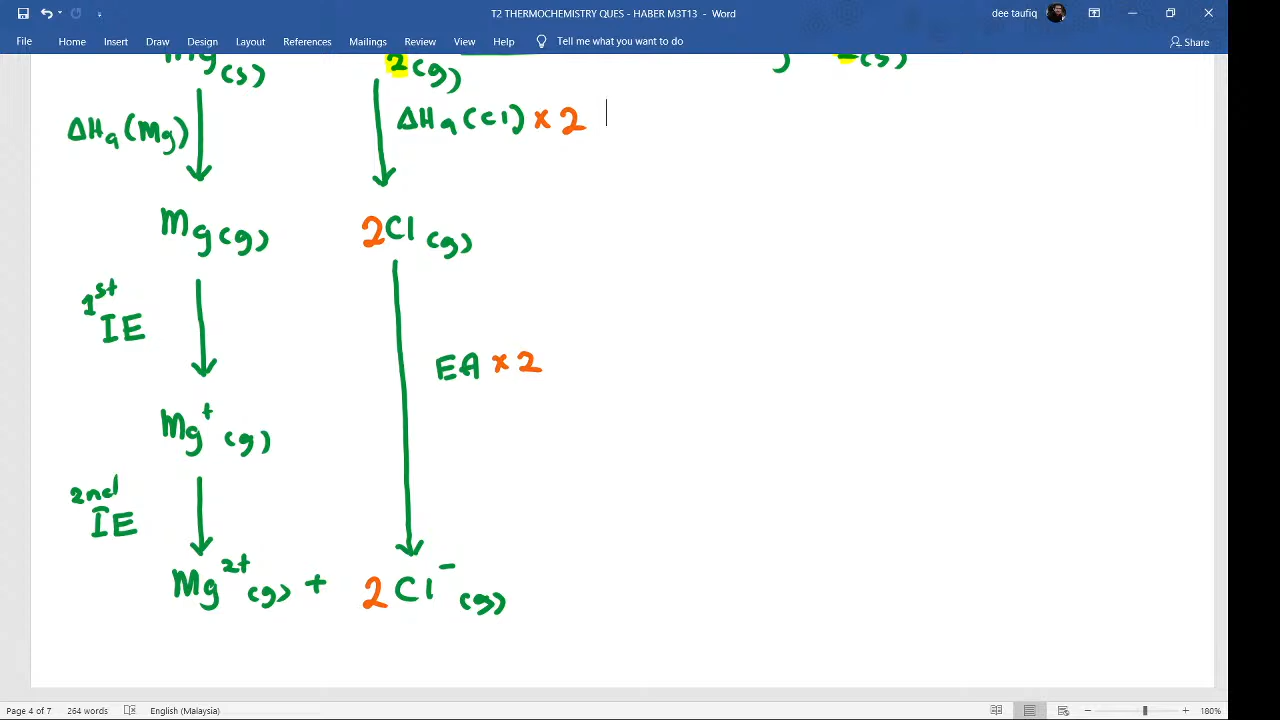 T2 THERMOCHEMISTRY QUES - HABER M3T13 - Word
dee taufiq
File Home Insert Draw Design Layout References Mailings Review View Help Tell me what you want to do Share
Mg(s) 2(g) 2(s)
ΔHa(Mg) ΔHa(Cl) × 2
Mg(g) 2Cl(g)
1st IE
EA × 2
Mg+(g)
2nd IE
Mg2+(g) + 2Cl-(g)
Page 4 of 7 264 words English (Malaysia) 180%